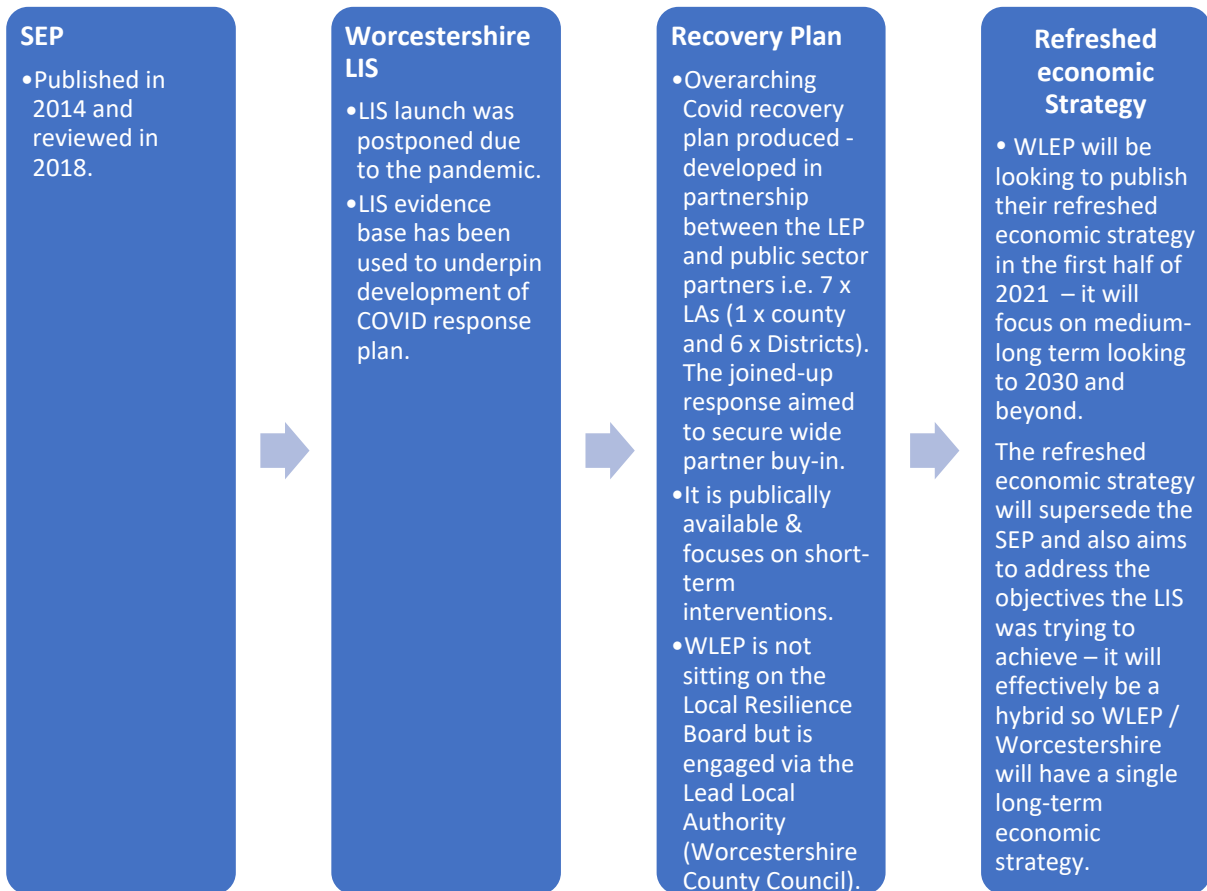 SEP
•Published in
2014 and
reviewed in
2018.
Worcestershire
LIS
•LIS launch was
postponed due
to the pandemic.
•LIS evidence
base has been
used to underpin
development of
COVID response
plan.
Recovery Plan
•Overarching
Covid recovery
plan produced -
developed in
partnership
between the LEP
and public sector
partners i.e. 7 x
LAs (1 x county
and 6 x Districts).
The joined-up
response aimed
to secure wide
partner buy-in.
•It is publically
available &
focuses on short-
term
interventions.
•WLEP is not
sitting on the
Local Resilience
Board but is
engaged via the
Lead Local
Authority
(Worcestershire
County Council).
Refreshed
economic
Strategy
• WLEP will be
looking to publish
their refreshed
economic strategy
in the first half of
2021 – it will
focus on medium-
long term looking
to 2030 and
beyond.
The refreshed
economic strategy
will supersede the
SEP and also aims
to address the
objectives the LIS
was trying to
achieve – it will
effectively be a
hybrid so WLEP /
Worcestershire
will have a single
long-term
economic
strategy.